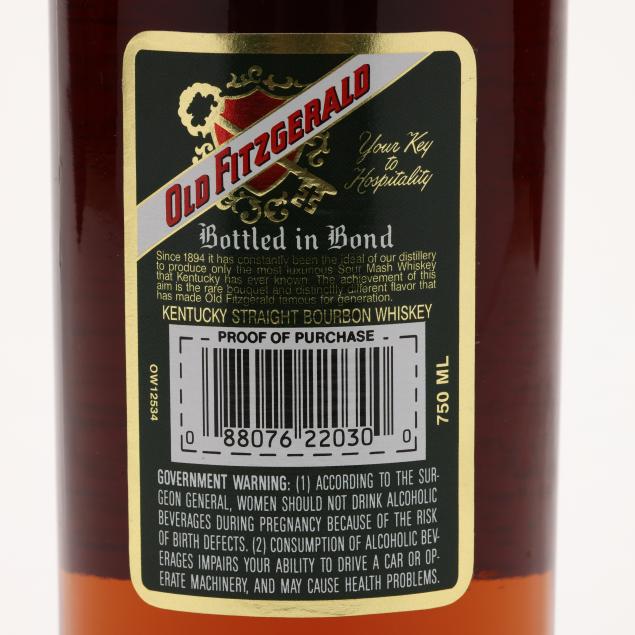 OLD FITZGERALD
Your Key
to
Hospitality
Bottled in Bond
Since 1894 it has constantly been the ideal of our distillery
to produce only the most luxurious Sour Mash Whiskey
that Kentucky has ever known. The achievement of this
aim is the rare bouquet and distinctly different flavor that
has made Old Fitzgerald famous for generation.
KENTUCKY STRAIGHT BOURBON WHISKEY
PROOF OF PURCHASE
0 88076 22030 0
OW12534
750 ML
GOVERNMENT WARNING: (1) ACCORDING TO THE SUR-
GEON GENERAL, WOMEN SHOULD NOT DRINK ALCOHOLIC
BEVERAGES DURING PREGNANCY BECAUSE OF THE RISK
OF BIRTH DEFECTS. (2) CONSUMPTION OF ALCOHOLIC BEV-
ERAGES IMPAIRS YOUR ABILITY TO DRIVE A CAR OR OP-
ERATE MACHINERY, AND MAY CAUSE HEALTH PROBLEMS.